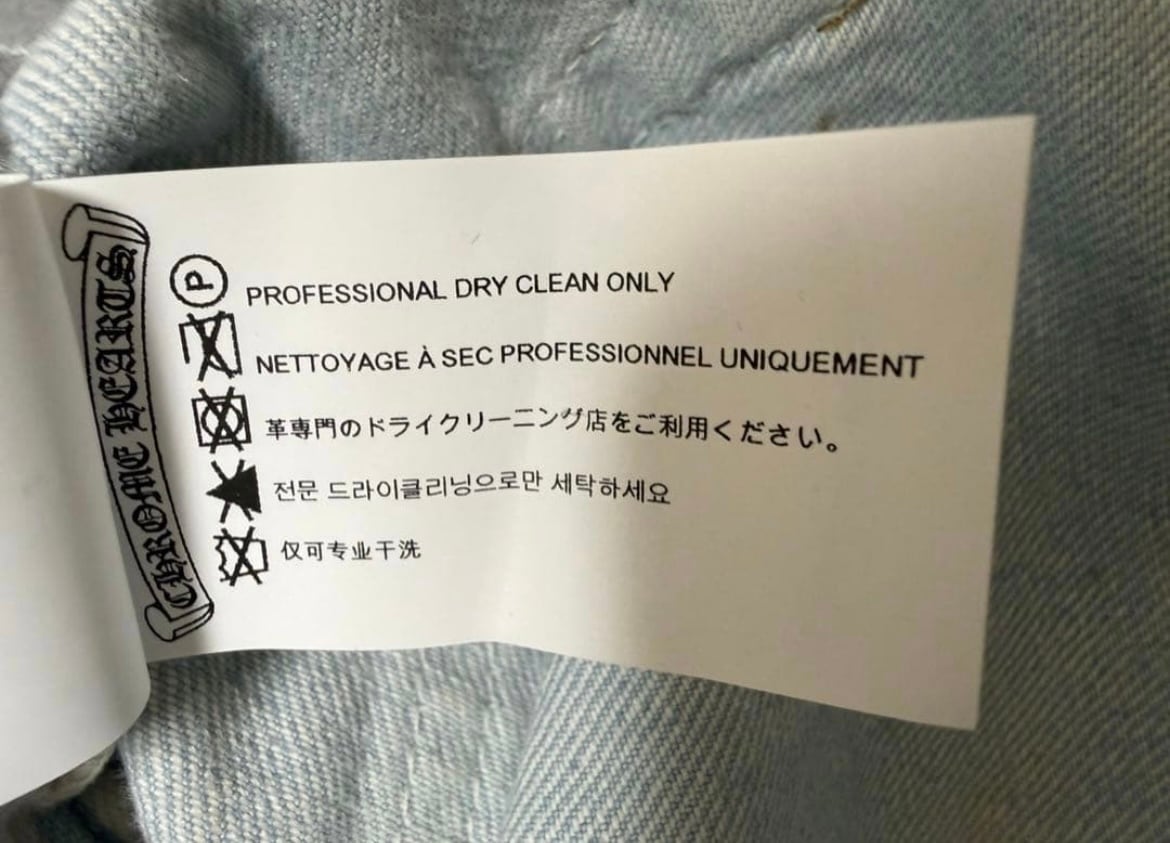 CHROME HEARTS
P
PROFESSIONAL DRY CLEAN ONLY
NETTOYAGE À SEC PROFESSIONNEL UNIQUEMENT
革専門のドライクリーニング店をご利用ください。
전문 드라이클리닝으로만 세탁하세요
仅可专业干洗